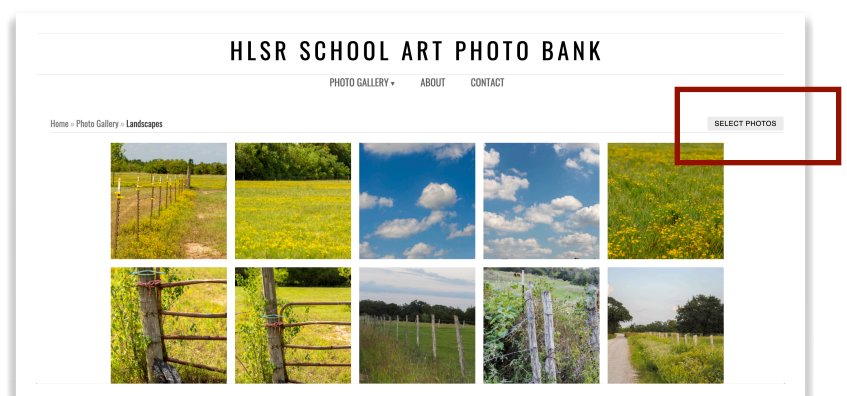 HLSR SCHOOL ART PHOTO BANK
PHOTO GALLERY ▾ ABOUT CONTACT
Home » Photo Gallery » Landscapes SELECT PHOTOS